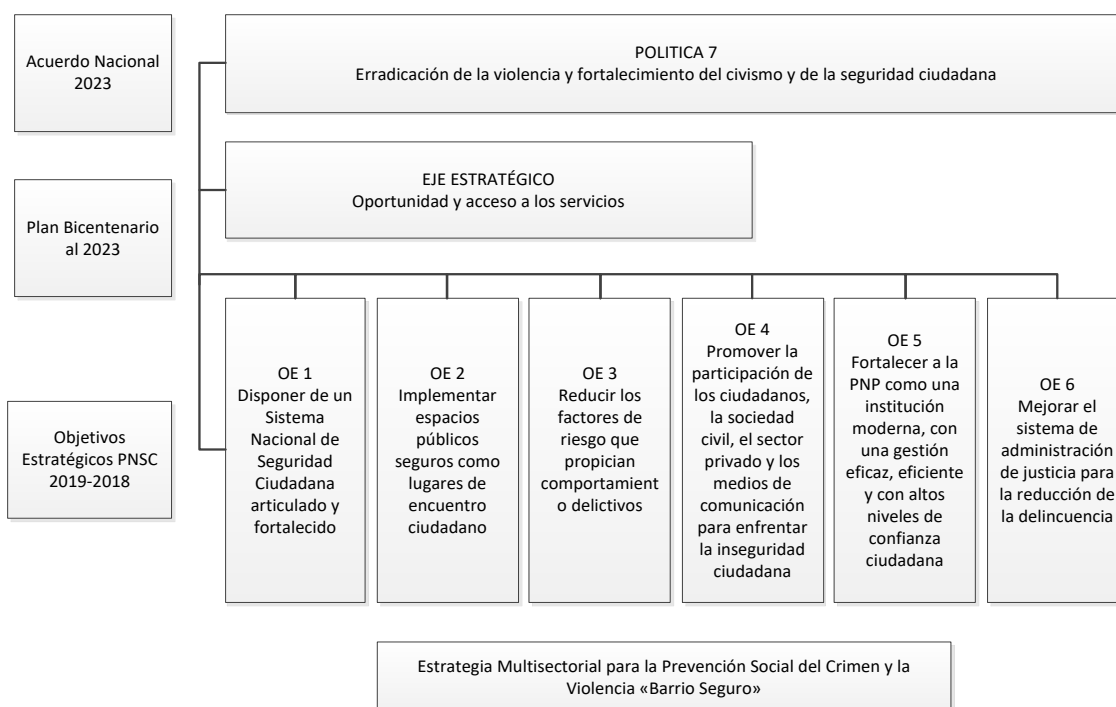 Acuerdo Nacional
2023
POLITICA 7
Erradicación de la violencia y fortalecimiento del civismo y de la seguridad ciudadana
Plan Bicentenario
al 2023
EJE ESTRATÉGICO
Oportunidad y acceso a los servicios
Objetivos
Estratégicos PNSC
2019-2018
OE 1
Disponer de un
Sistema
Nacional de
Seguridad
Ciudadana
articulado y
fortalecido
OE 2
Implementar
espacios
públicos
seguros como
lugares de
encuentro
ciudadano
OE 3
Reducir los
factores de
riesgo que
propician
comportamient
o delictivos
OE 4
Promover la
participación de
los ciudadanos,
la sociedad
civil, el sector
privado y los
medios de
comunicación
para enfrentar
la inseguridad
ciudadana
OE 5
Fortalecer a la
PNP como una
institución
moderna, con
una gestión
eficaz, eficiente
y con altos
niveles de
confianza
ciudadana
OE 6
Mejorar el
sistema de
administración
de justicia para
la reducción de
la delincuencia
Estrategia Multisectorial para la Prevención Social del Crimen y la
Violencia «Barrio Seguro»